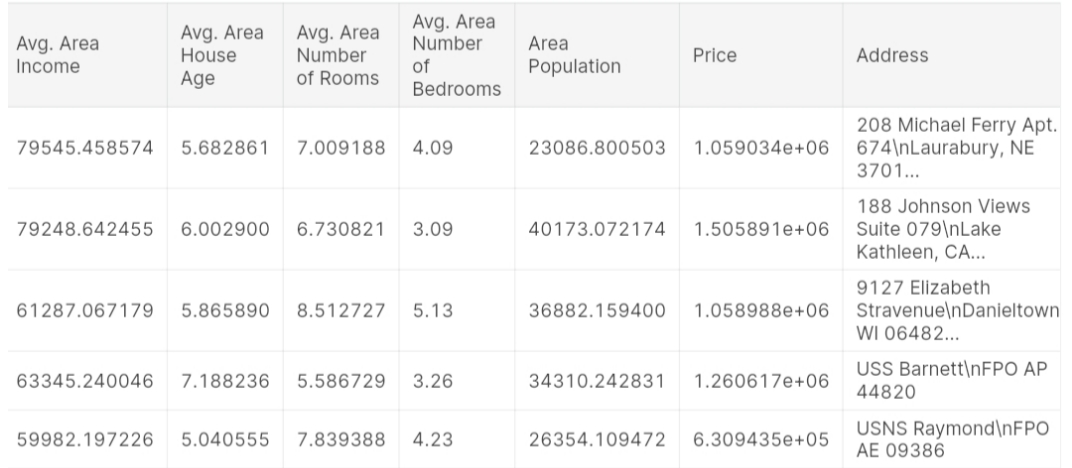 Avg. Area Income	Avg. Area House Age	Avg. Area Number of Rooms	Avg. Area Number of Bedrooms	Area Population	Price	Address
79545.458574	5.682861	7.009188	4.09	23086.800503	1.059034e+06	208 Michael Ferry Apt. 674\nLaurabury, NE 3701...
79248.642455	6.002900	6.730821	3.09	40173.072174	1.505891e+06	188 Johnson Views Suite 079\nLake Kathleen, CA...
61287.067179	5.865890	8.512727	5.13	36882.159400	1.058988e+06	9127 Elizabeth Stravenue\nDanieltown WI 06482...
63345.240046	7.188236	5.586729	3.26	34310.242831	1.260617e+06	USS Barnett\nFPO AP 44820
59982.197226	5.040555	7.839388	4.23	26354.109472	6.309435e+05	USNS Raymond\nFPO AE 09386